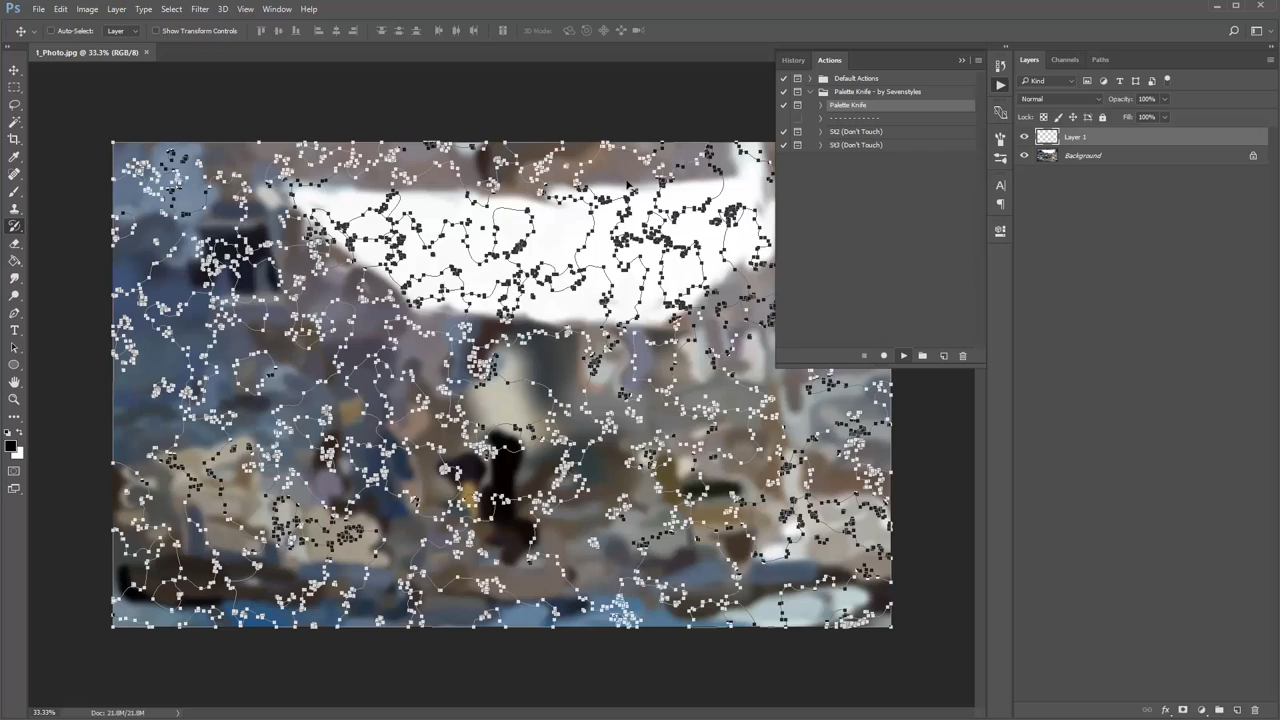 Ps File Edit Image Layer Type Select Filter 3D View Window Help
Auto-Select: Layer Show Transform Controls 3D Mode:
1_Photo.jpg @ 33.3% (RGB/8) ×
History Actions
Default Actions
Palette Knife - by Sevenstyles
Palette Knife
- - - - - - - - - - -
St2 (Don't Touch)
St3 (Don't Touch)
Layers Channels Paths
Kind
Normal Opacity: 100%
Lock: Fill: 100%
Layer 1
Background
33.33% Doc: 21.8M/21.8M